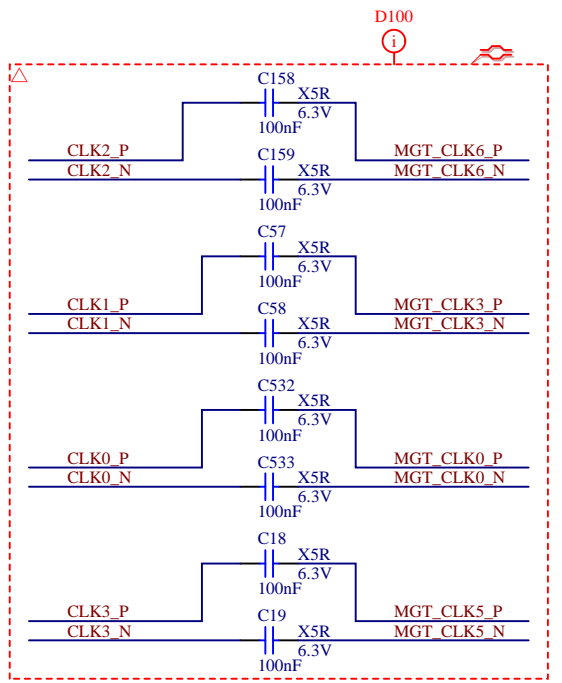 D100
i
C158
X5R
6.3V
100nF
CLK2_P
MGT_CLK6_P
CLK2_N
C159
X5R
MGT_CLK6_N
6.3V
100nF
C57
X5R
6.3V
100nF
CLK1_P
MGT_CLK3_P
CLK1_N
C58
X5R
MGT_CLK3_N
6.3V
100nF
C532
X5R
6.3V
100nF
CLK0_P
MGT_CLK0_P
CLK0_N
C533
X5R
MGT_CLK0_N
6.3V
100nF
C18
X5R
6.3V
100nF
CLK3_P
MGT_CLK5_P
CLK3_N
C19
X5R
MGT_CLK5_N
6.3V
100nF